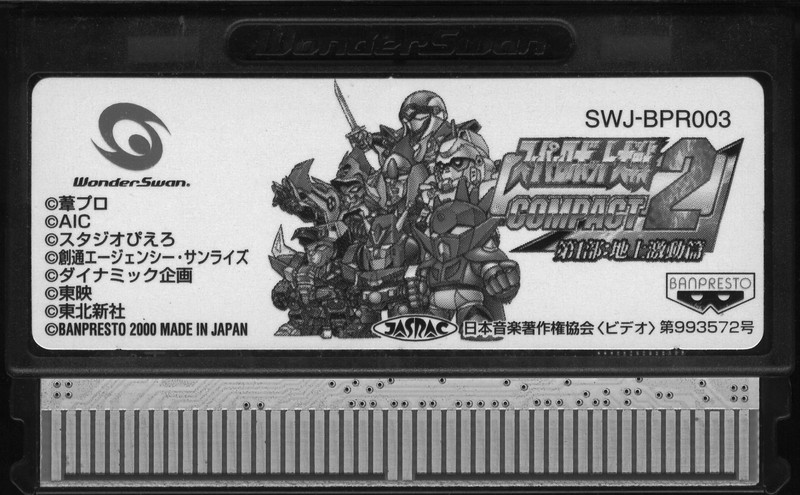 WonderSwan
SWJ-BPR003
WonderSwan.
スーパーロボット大戦
COMPACT2
第1部:地上激動篇
BANPRESTO
©葦プロ
©AIC
©スタジオぴえろ
©創通エージェンシー・サンライズ
©ダイナミック企画
©東映
©東北新社
©BANPRESTO 2000 MADE IN JAPAN
JASRAC 日本音楽著作権協会〈ビデオ〉第993572号